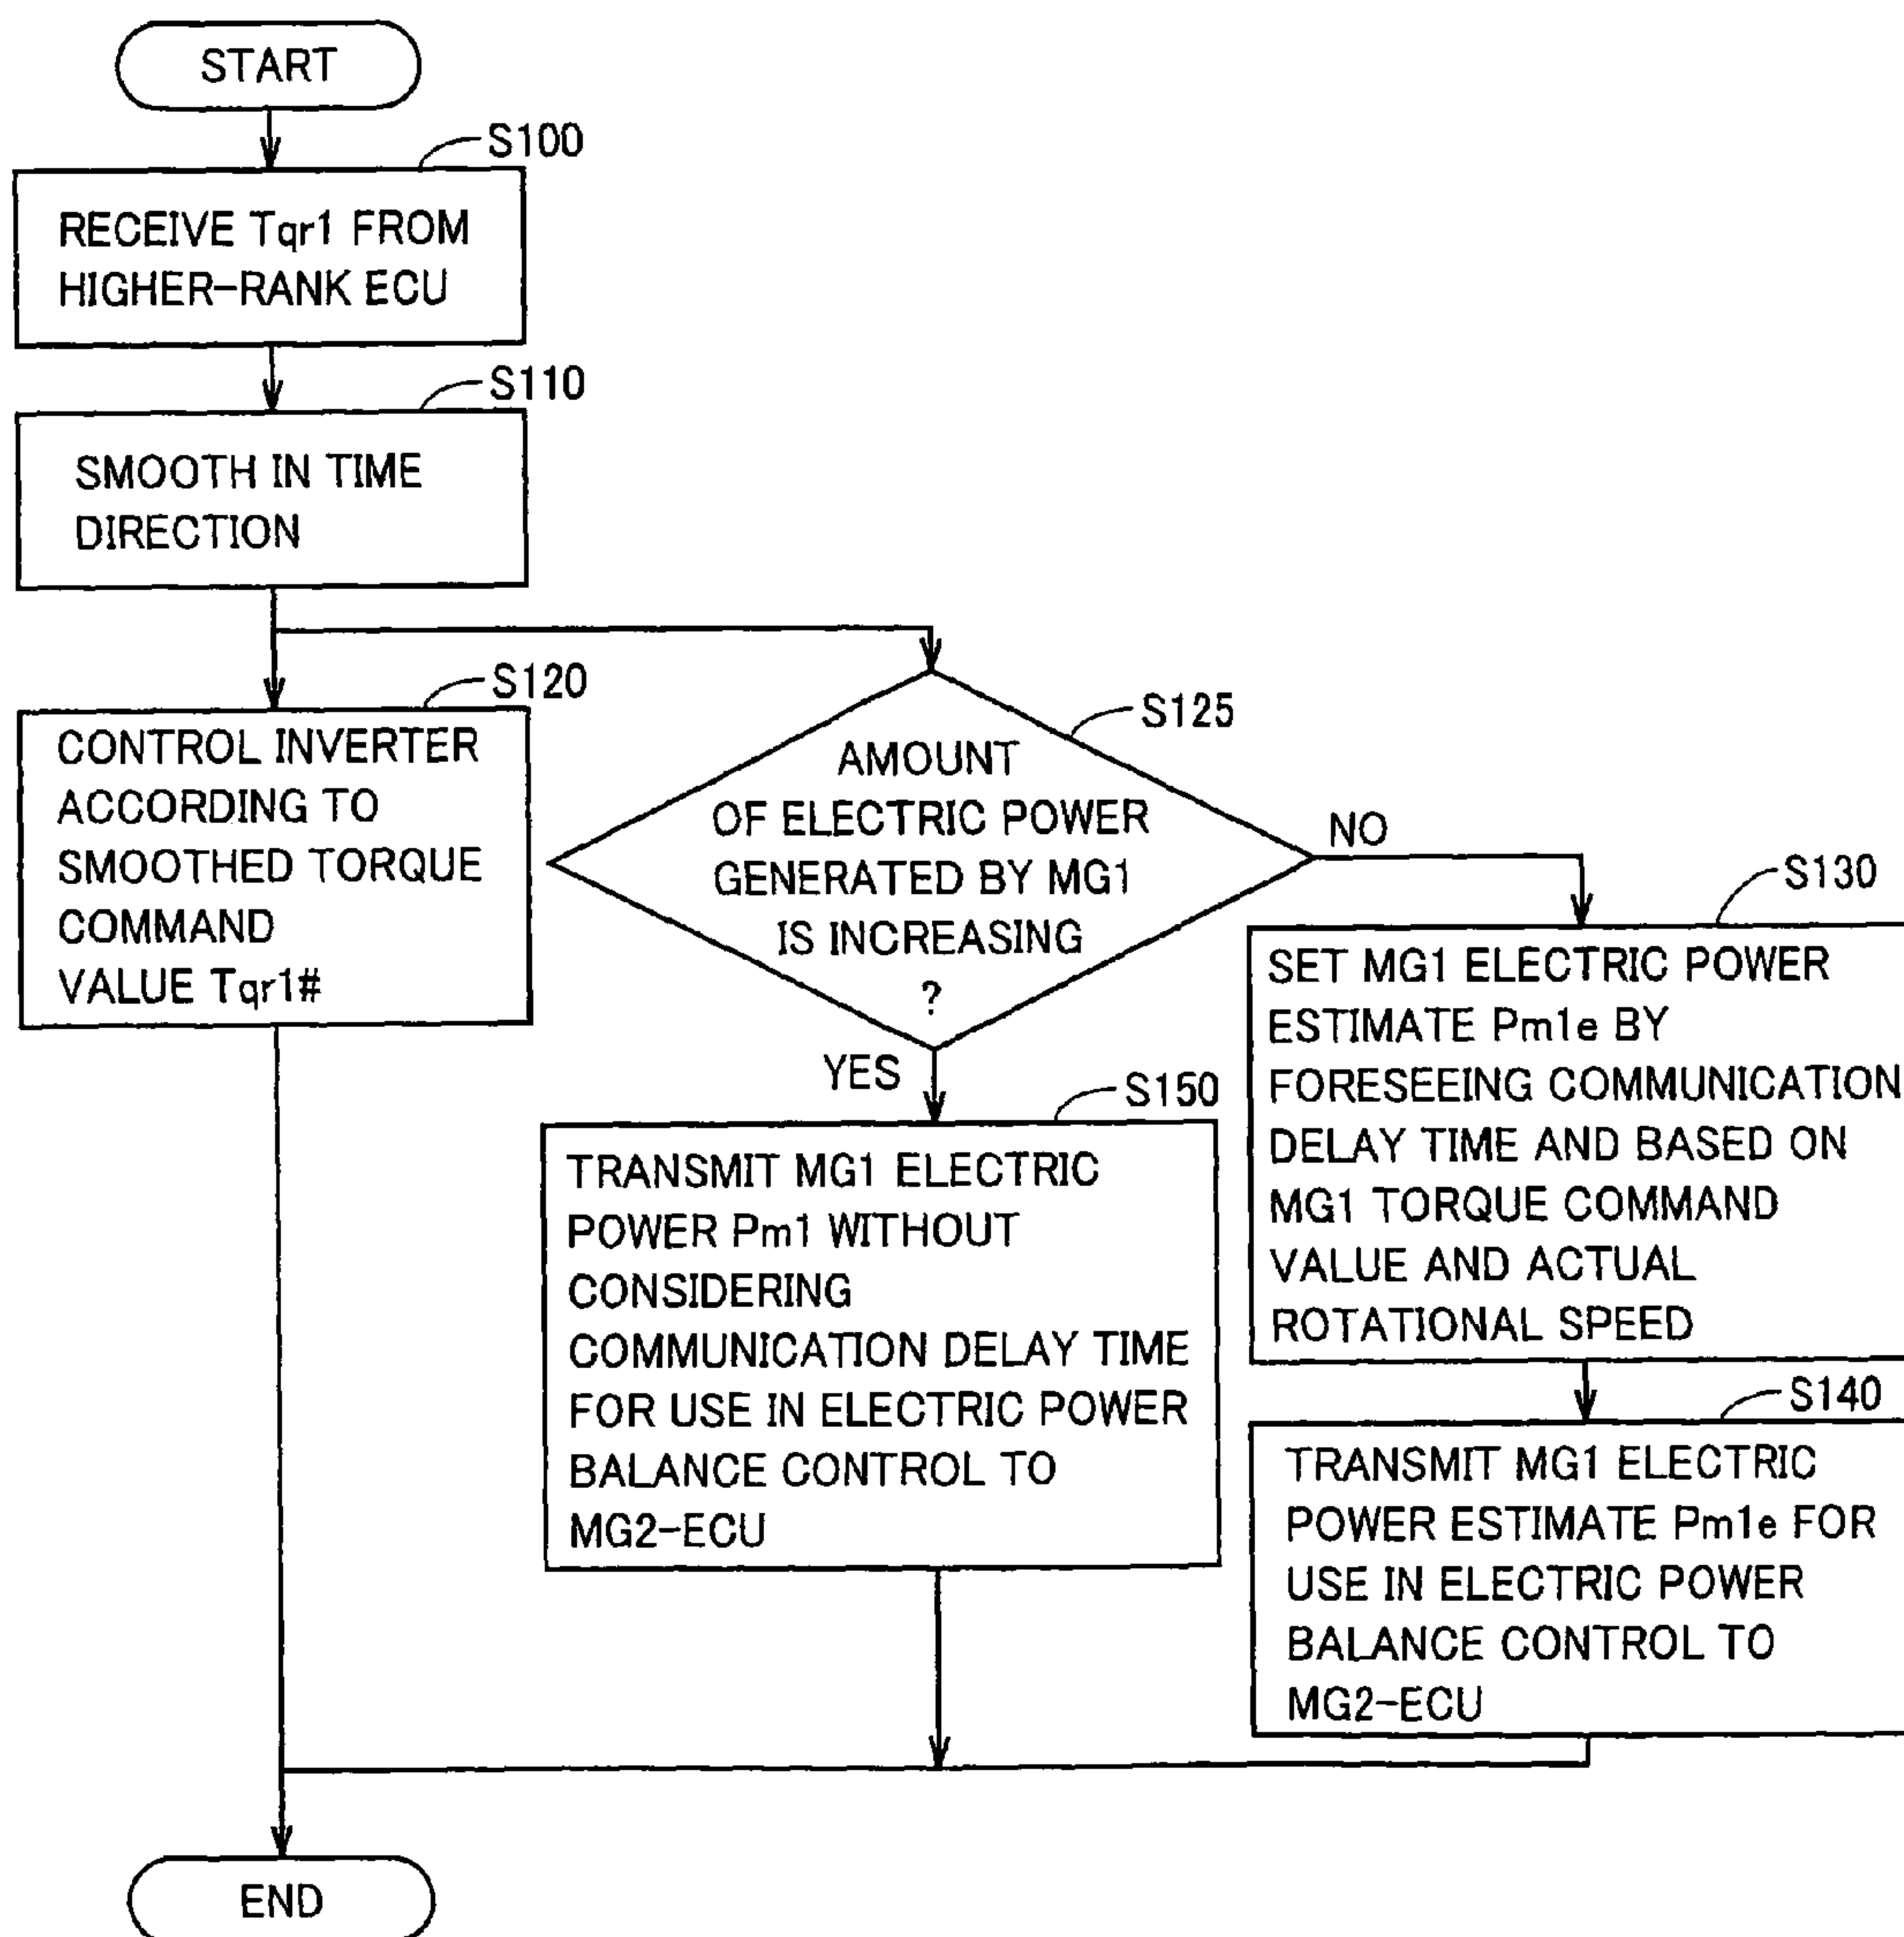 START
S100
RECEIVE Tqr1 FROM
HIGHER-RANK ECU
S110
SMOOTH IN TIME
DIRECTION
S120
CONTROL INVERTER
ACCORDING TO
SMOOTHED TORQUE
COMMAND
VALUE Tqr1#
S125
AMOUNT
OF ELECTRIC POWER
GENERATED BY MG1
IS INCREASING
?
NO
YES
S130
SET MG1 ELECTRIC POWER
ESTIMATE Pm1e BY
FORESEEING COMMUNICATION
DELAY TIME AND BASED ON
MG1 TORQUE COMMAND
VALUE AND ACTUAL
ROTATIONAL SPEED
S150
TRANSMIT MG1 ELECTRIC
POWER Pm1 WITHOUT
CONSIDERING
COMMUNICATION DELAY TIME
FOR USE IN ELECTRIC POWER
BALANCE CONTROL TO
MG2-ECU
S140
TRANSMIT MG1 ELECTRIC
POWER ESTIMATE Pm1e FOR
USE IN ELECTRIC POWER
BALANCE CONTROL TO
MG2-ECU
END